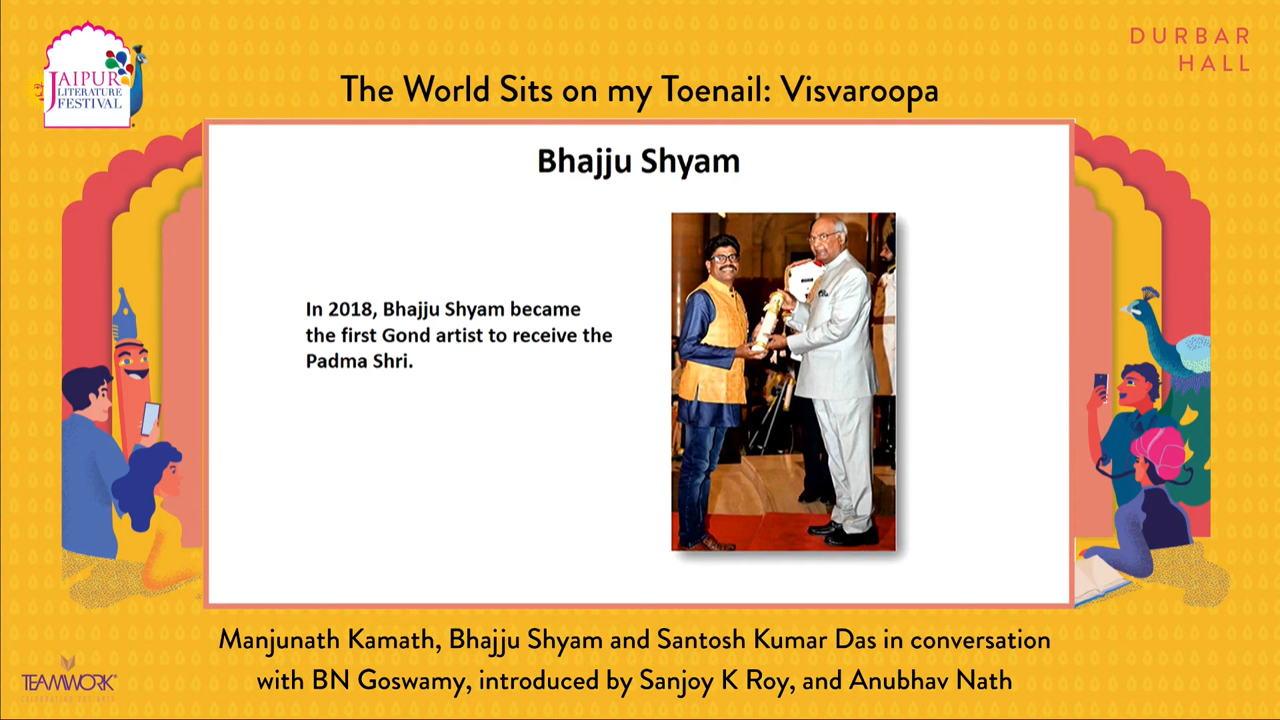 JAIPUR
LITERATURE
FESTIVAL
DURBAR
HALL
The World Sits on my Toenail: Visvaroopa
Bhajju Shyam
In 2018, Bhajju Shyam became
the first Gond artist to receive the
Padma Shri.
Manjunath Kamath, Bhajju Shyam and Santosh Kumar Das in conversation
with BN Goswamy, introduced by Sanjoy K Roy, and Anubhav Nath
TEAMWORK